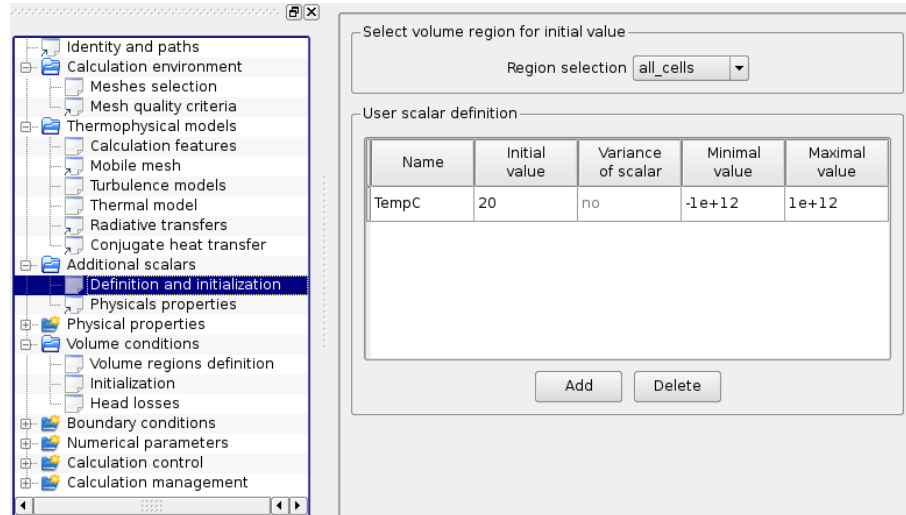 Identity and paths
Calculation environment
Meshes selection
Mesh quality criteria
Thermophysical models
Calculation features
Mobile mesh
Turbulence models
Thermal model
Radiative transfers
Conjugate heat transfer
Additional scalars
Definition and initialization
Physicals properties
Physical properties
Volume conditions
Volume regions definition
Initialization
Head losses
Boundary conditions
Numerical parameters
Calculation control
Calculation management
Select volume region for initial value
Region selection all_cells
User scalar definition
Name Initial value Variance of scalar Minimal value Maximal value
TempC 20 no -1e+12 1e+12
Add Delete